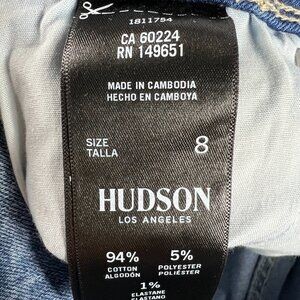 1811754
CA 60224
RN 149651
MADE IN CAMBODIA
HECHO EN CAMBOYA
SIZE 8
TALLA
HUDSON
LOS ANGELES
94% 5%
COTTON POLYESTER
ALGODÓN POLIÉSTER
1%
ELASTANE
ELASTANO